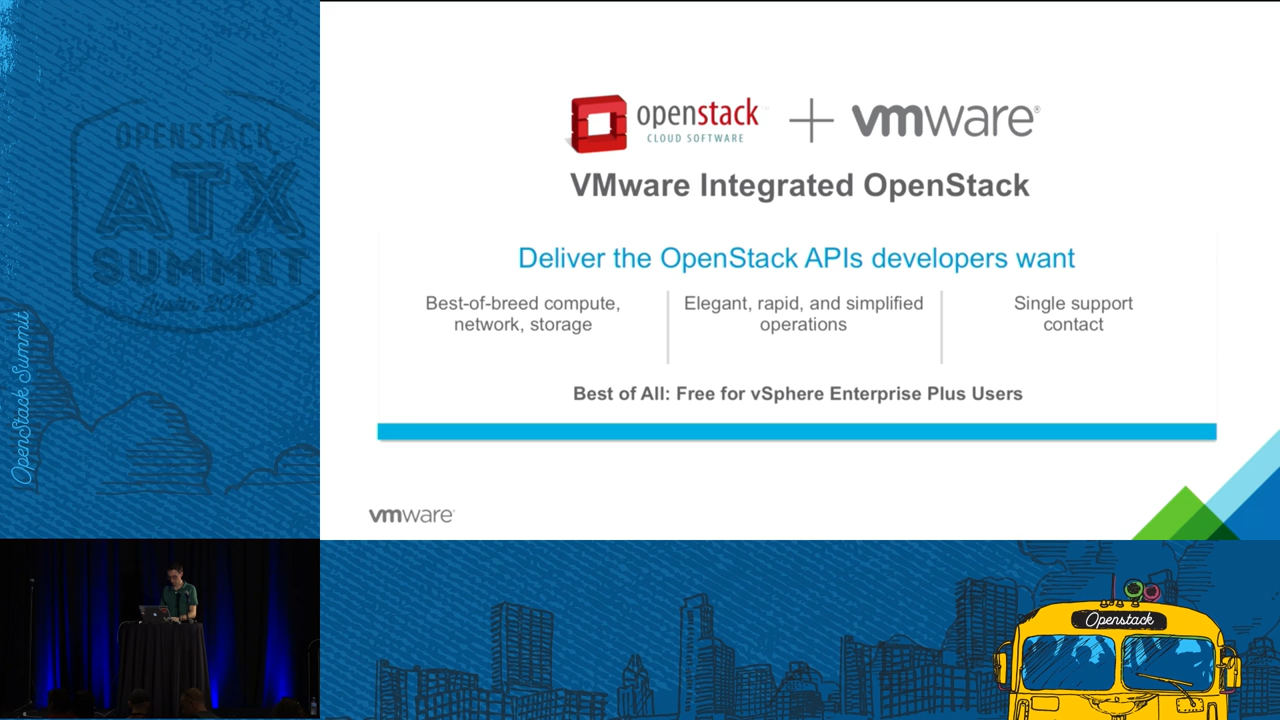 OPENSTACK
ATX
SUMMIT
Austin 2016
OpenStack Summit
openstack
CLOUD SOFTWARE
vmware®
VMware Integrated OpenStack
Deliver the OpenStack APIs developers want
Best-of-breed compute,
network, storage
Elegant, rapid, and simplified
operations
Single support
contact
Best of All: Free for vSphere Enterprise Plus Users
vmware®
Openstack